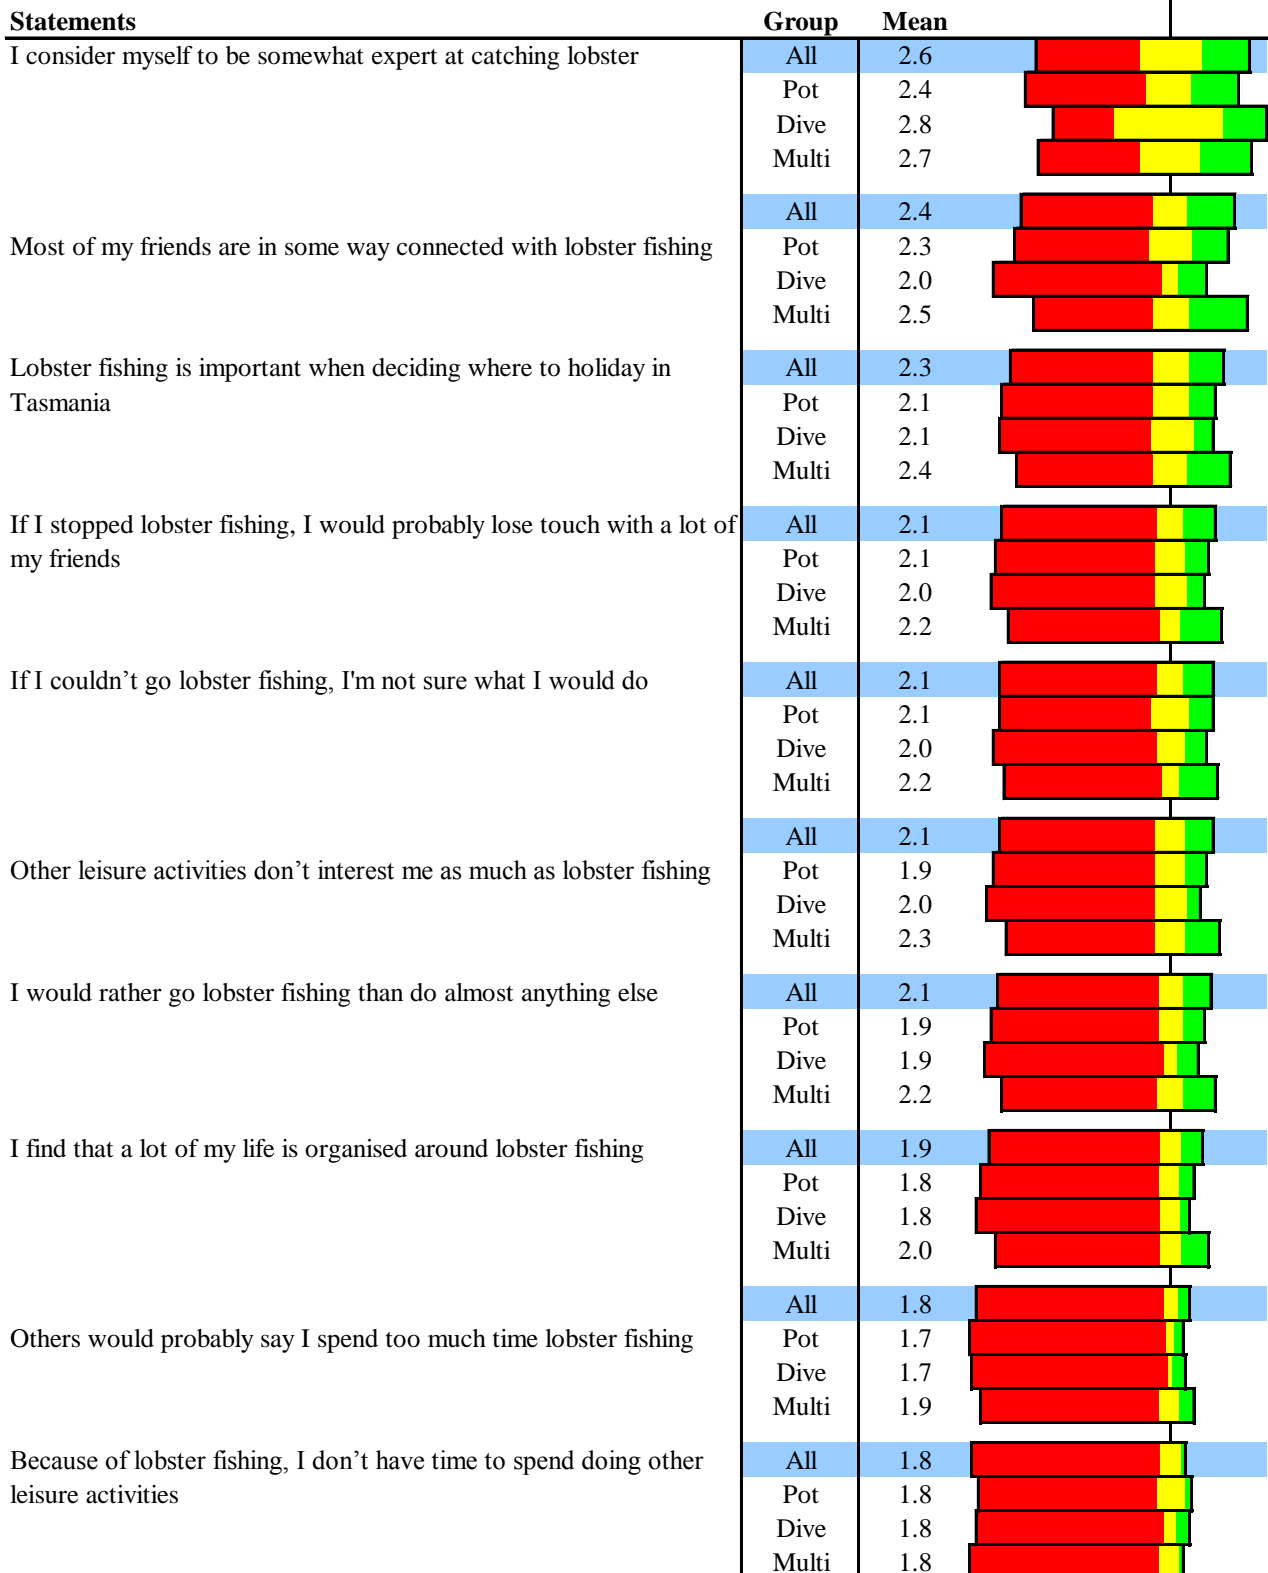 Statements Group Mean
I consider myself to be somewhat expert at catching lobster All 2.6
Pot 2.4
Dive 2.8
Multi 2.7
All 2.4
Most of my friends are in some way connected with lobster fishing Pot 2.3
Dive 2.0
Multi 2.5
Lobster fishing is important when deciding where to holiday in All 2.3
Tasmania Pot 2.1
Dive 2.1
Multi 2.4
If I stopped lobster fishing, I would probably lose touch with a lot of All 2.1
my friends Pot 2.1
Dive 2.0
Multi 2.2
If I couldn’t go lobster fishing, I'm not sure what I would do All 2.1
Pot 2.1
Dive 2.0
Multi 2.2
All 2.1
Other leisure activities don’t interest me as much as lobster fishing Pot 1.9
Dive 2.0
Multi 2.3
I would rather go lobster fishing than do almost anything else All 2.1
Pot 1.9
Dive 1.9
Multi 2.2
I find that a lot of my life is organised around lobster fishing All 1.9
Pot 1.8
Dive 1.8
Multi 2.0
All 1.8
Others would probably say I spend too much time lobster fishing Pot 1.7
Dive 1.7
Multi 1.9
Because of lobster fishing, I don’t have time to spend doing other All 1.8
leisure activities Pot 1.8
Dive 1.8
Multi 1.8